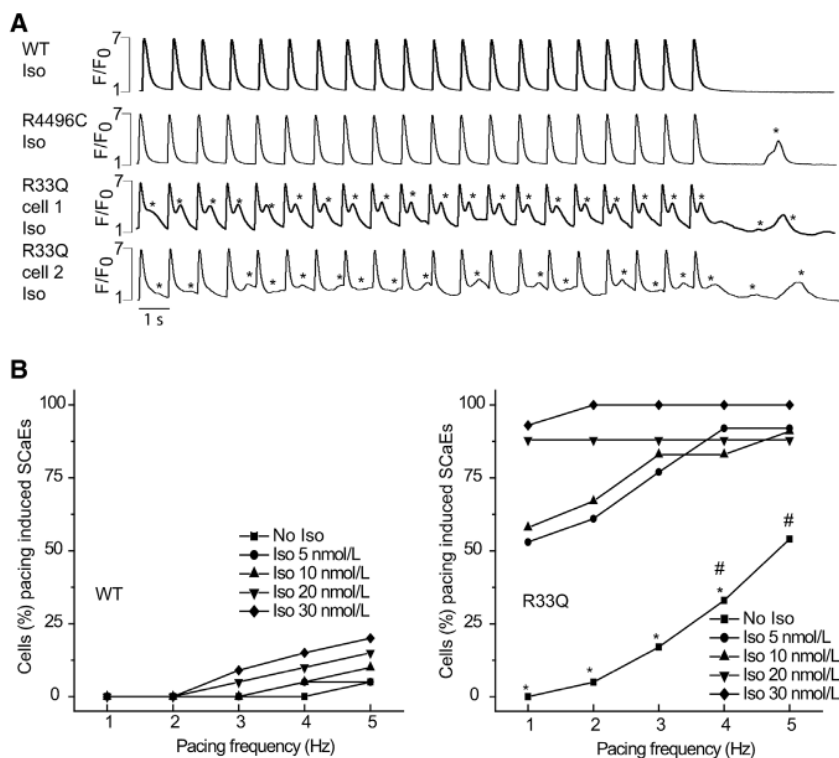 A
WT
Iso
F/F0
7
1
R4496C
Iso
F/F0
7
1
*
R33Q
cell 1
Iso
F/F0
7
1
* * * * * * * * * * * * * * * * *
R33Q
cell 2
Iso
F/F0
7
1
* * * * * * * * * * * * * * * *
1 s
B
Cells (%) pacing induced SCaEs
100
75
50
25
0
WT
No Iso
Iso 5 nmol/L
Iso 10 nmol/L
Iso 20 nmol/L
Iso 30 nmol/L
1 2 3 4 5
Pacing frequency (Hz)
Cells (%) pacing induced SCaEs
100
75
50
25
0
R33Q
# #
* * * * *
No Iso
Iso 5 nmol/L
Iso 10 nmol/L
Iso 20 nmol/L
Iso 30 nmol/L
1 2 3 4 5
Pacing frequency (Hz)